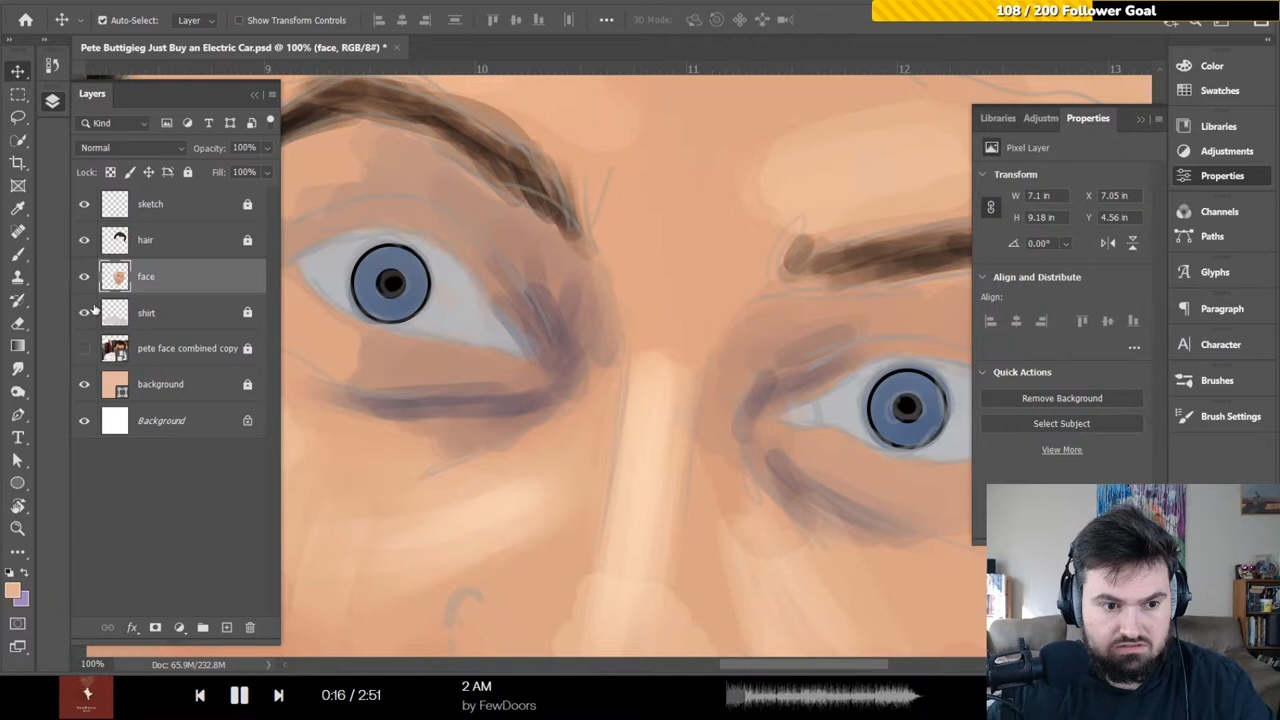 Auto-Select:
Layer
Show Transform Controls
3D Mode:
108 / 200 Follower Goal
Pete Buttigieg Just Buy an Electric Car.psd @ 100% (face, RGB/8#) *
9
10
11
12
13
Layers
Kind
Normal
Opacity: 100%
Lock:
Fill: 100%
sketch
hair
face
shirt
pete face combined copy
background
Background
100%
Doc: 65.9M/232.8M
Libraries
Adjustm
Properties
Pixel Layer
Transform
W 7.1 in
X 7.05 in
H 9.18 in
Y 4.56 in
0.00°
Align and Distribute
Align:
Quick Actions
Remove Background
Select Subject
View More
Color
Swatches
Libraries
Adjustments
Properties
Channels
Paths
Glyphs
Paragraph
Character
Brushes
Brush Settings
0:16 / 2:51
2 AM
by FewDoors